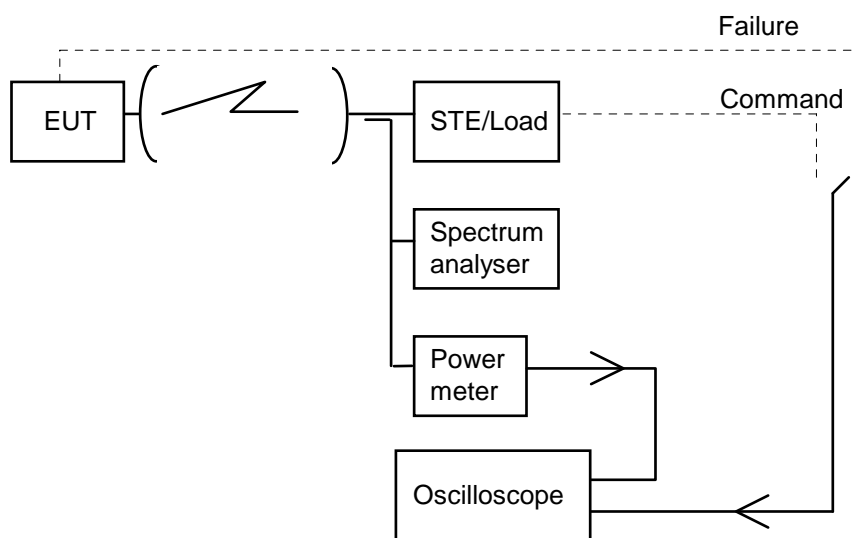 Failure
EUT
STE/Load
Command
Spectrum
analyser
Power
meter
Oscilloscope